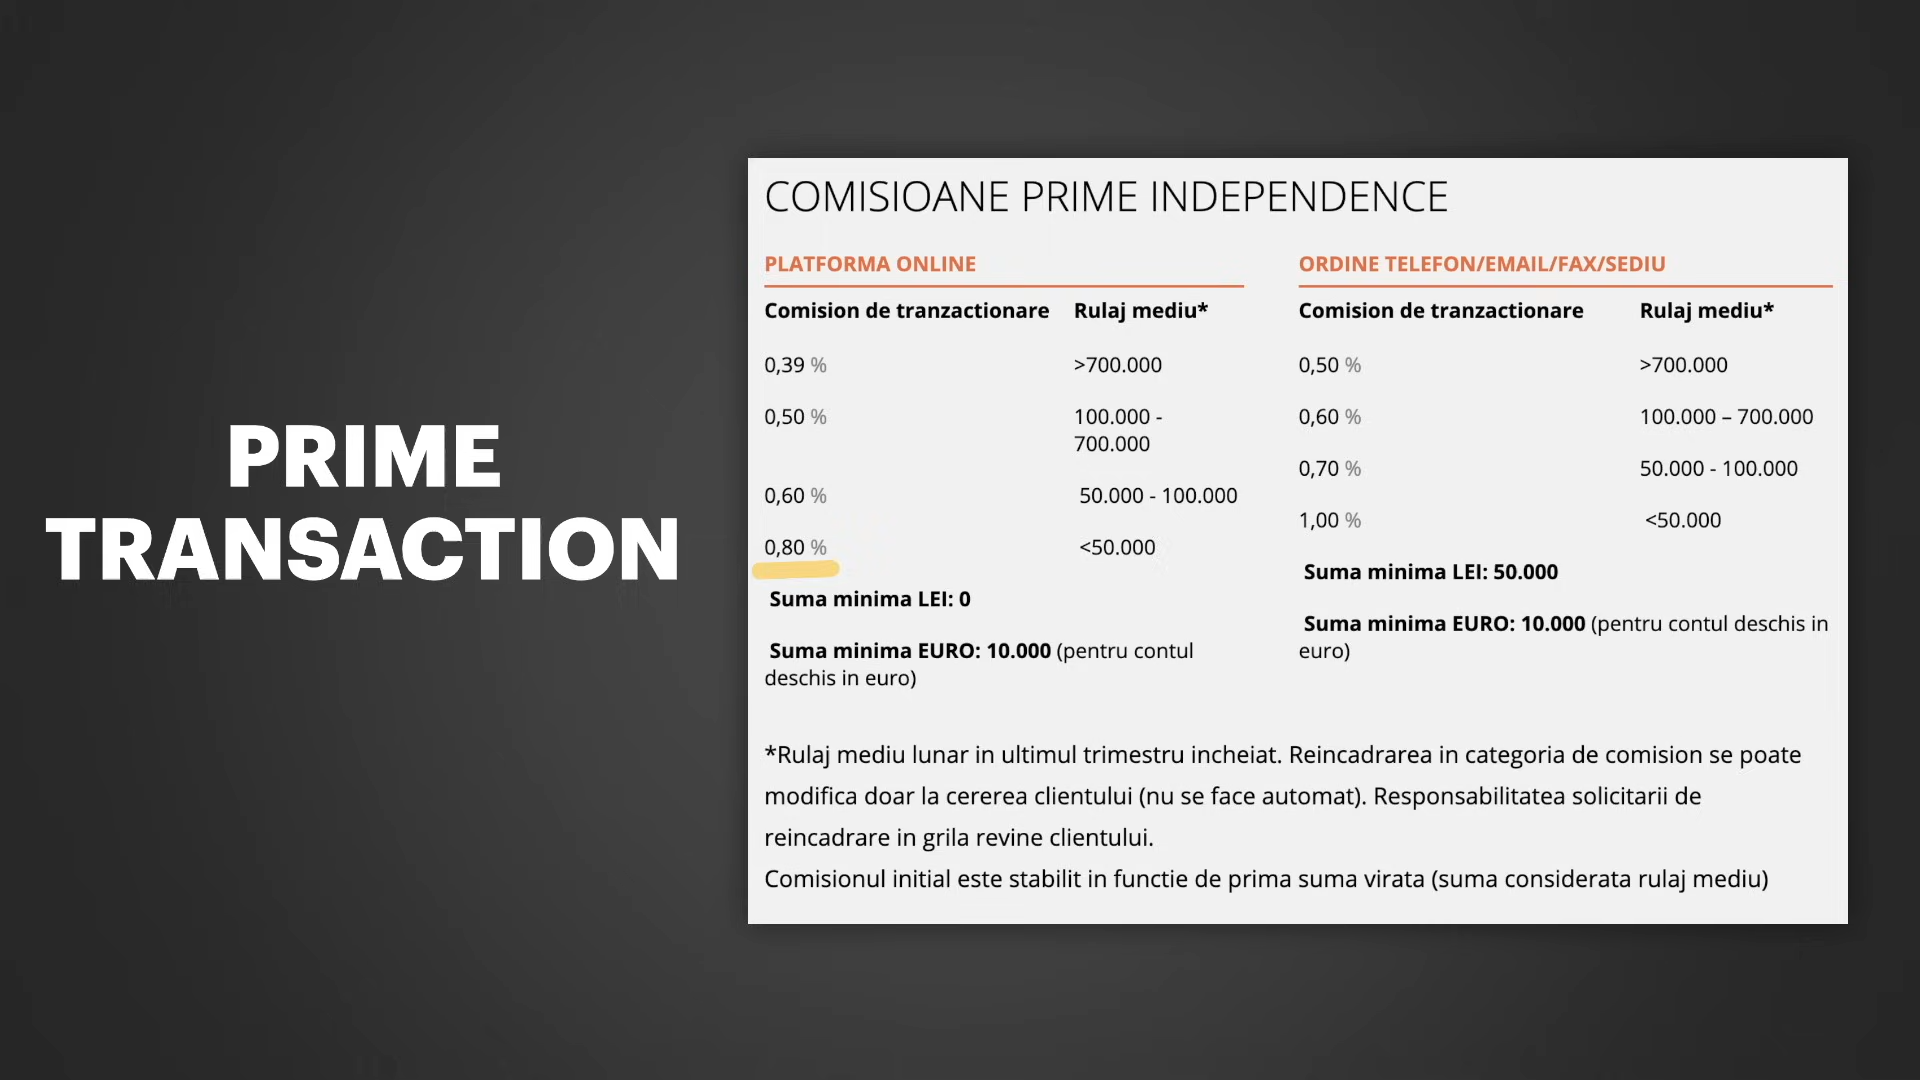 PRIME
TRANSACTION
COMISIOANE PRIME INDEPENDENCE
PLATFORMA ONLINE
Comision de tranzactionare Rulaj mediu*
0,39 % >700.000
0,50 % 100.000 -
700.000
0,60 % 50.000 - 100.000
0,80 % <50.000
Suma minima LEI: 0
Suma minima EURO: 10.000 (pentru contul
deschis in euro)
ORDINE TELEFON/EMAIL/FAX/SEDIU
Comision de tranzactionare Rulaj mediu*
0,50 % >700.000
0,60 % 100.000 – 700.000
0,70 % 50.000 - 100.000
1,00 % <50.000
Suma minima LEI: 50.000
Suma minima EURO: 10.000 (pentru contul deschis in
euro)
*Rulaj mediu lunar in ultimul trimestru incheiat. Reincadrarea in categoria de comision se poate
modifica doar la cererea clientului (nu se face automat). Responsabilitatea solicitarii de
reincadrare in grila revine clientului.
Comisionul initial este stabilit in functie de prima suma virata (suma considerata rulaj mediu)